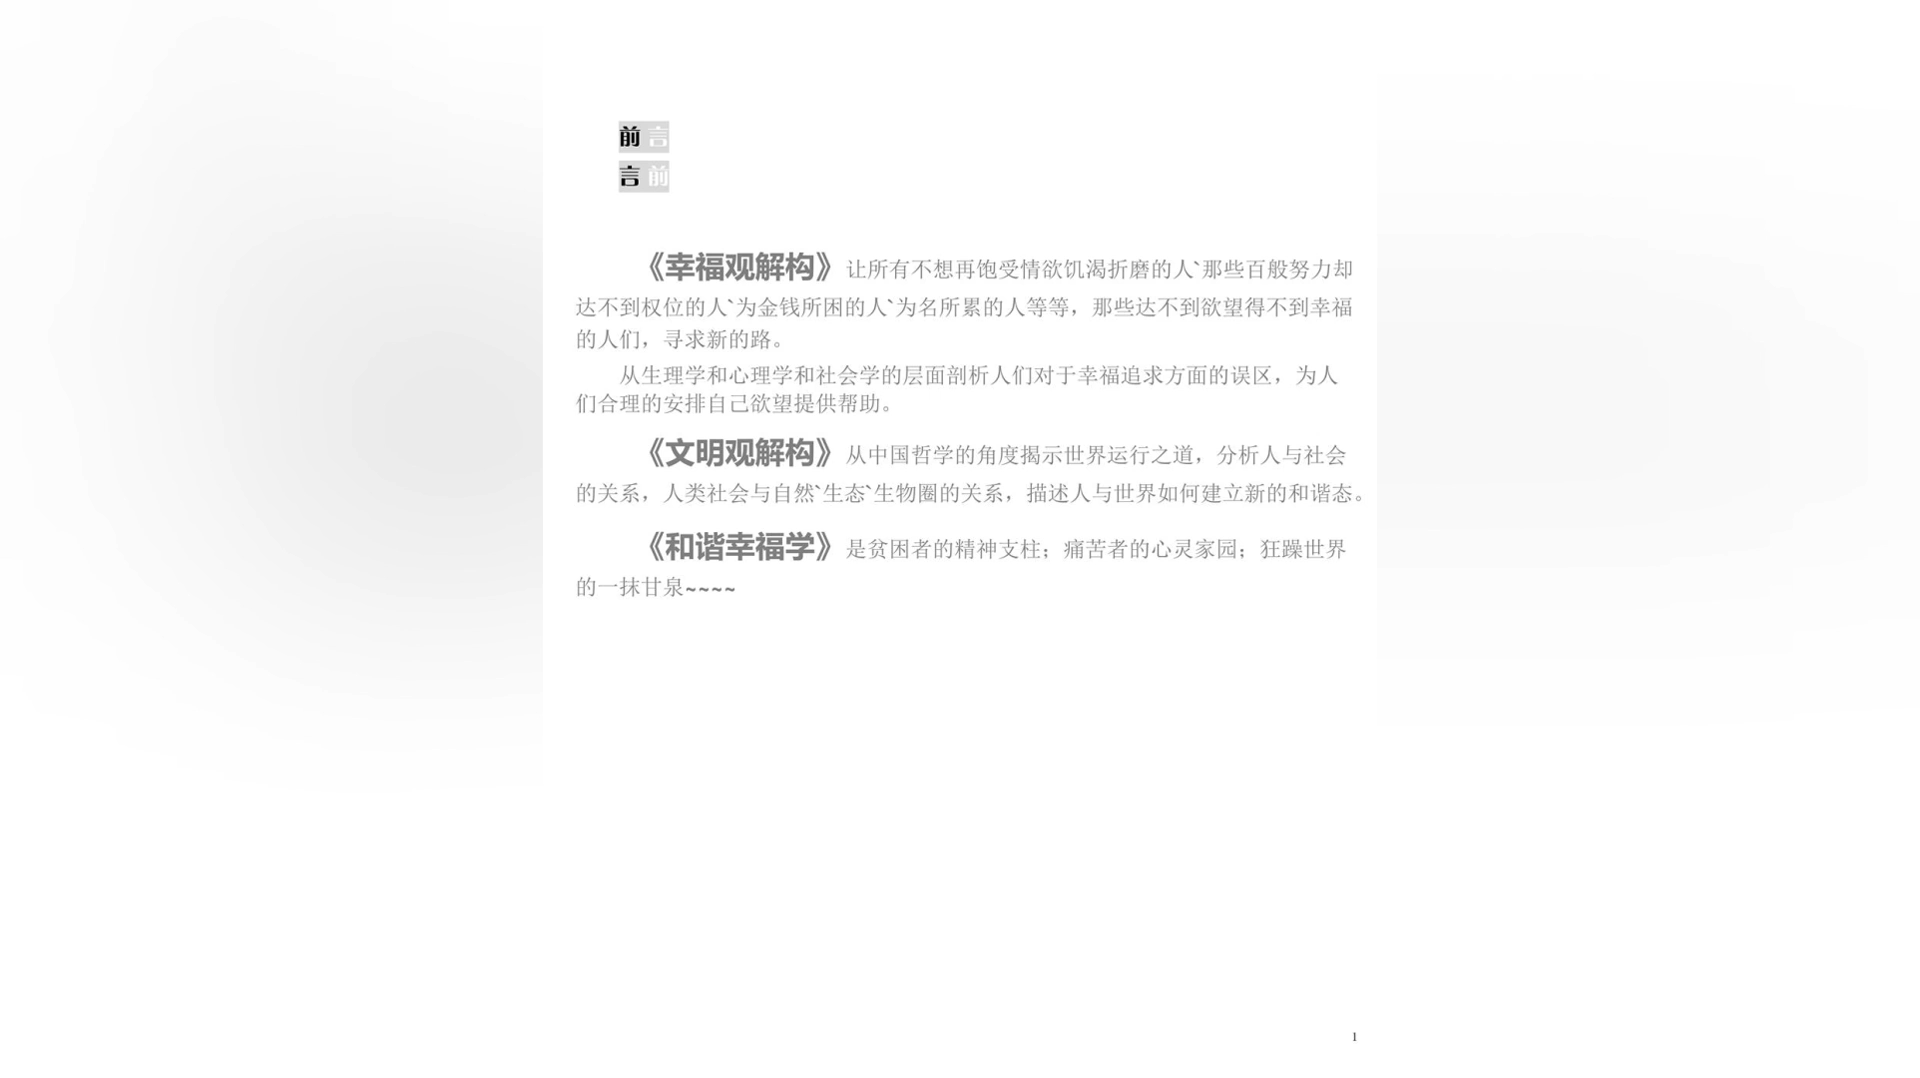 前言
言前
《幸福观解构》让所有不想再饱受情欲饥渴折磨的人`那些百般努力却
达不到权位的人`为金钱所困的人`为名所累的人等等，那些达不到欲望得不到幸福
的人们，寻求新的路。
从生理学和心理学和社会学的层面剖析人们对于幸福追求方面的误区，为人
们合理的安排自己欲望提供帮助。
《文明观解构》从中国哲学的角度揭示世界运行之道，分析人与社会
的关系，人类社会与自然`生态`生物圈的关系，描述人与世界如何建立新的和谐态。
《和谐幸福学》是贫困者的精神支柱；痛苦者的心灵家园；狂躁世界
的一抹甘泉~~~~
1